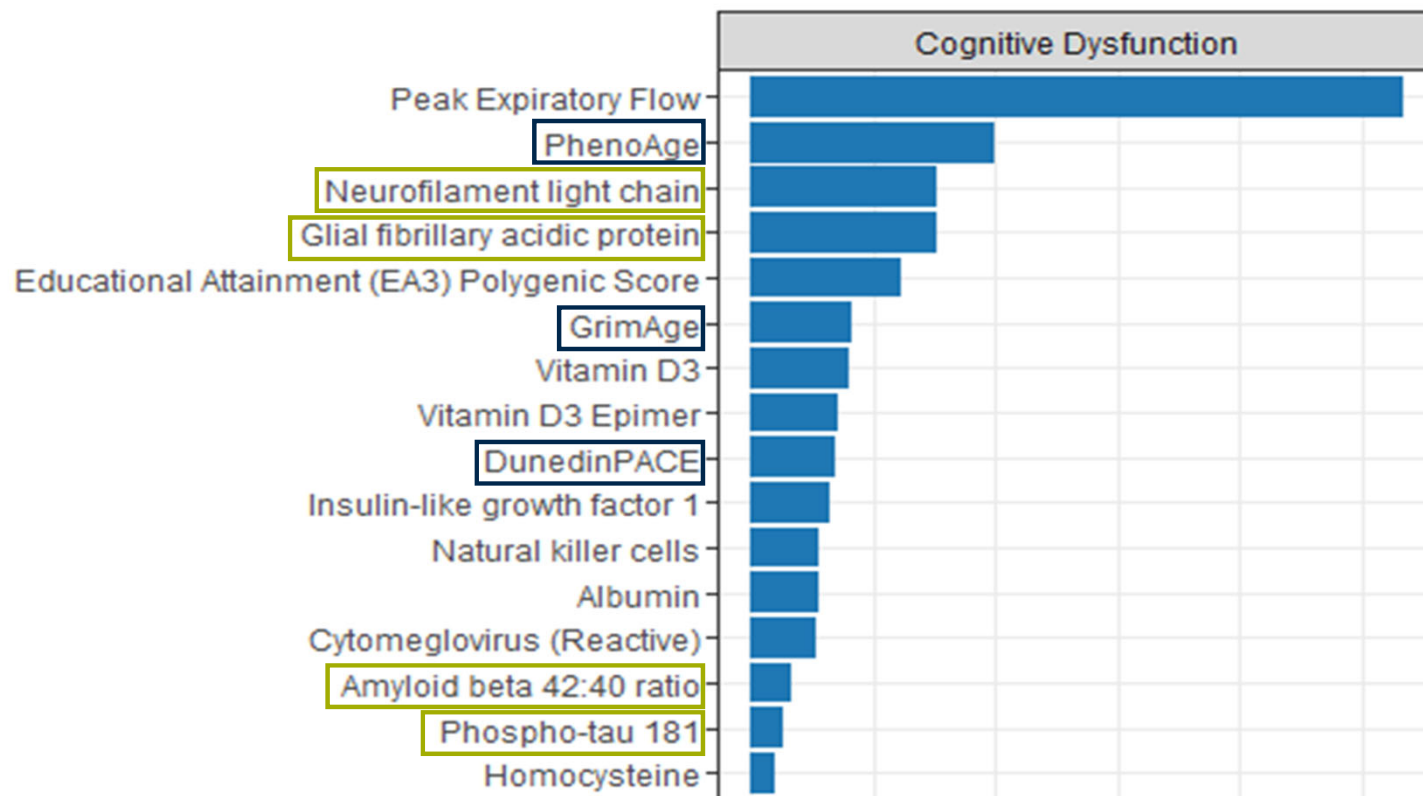 Cognitive Dysfunction
Peak Expiratory Flow
PhenoAge
Neurofilament light chain
Glial fibrillary acidic protein
Educational Attainment (EA3) Polygenic Score
GrimAge
Vitamin D3
Vitamin D3 Epimer
DunedinPACE
Insulin-like growth factor 1
Natural killer cells
Albumin
Cytomeglovirus (Reactive)
Amyloid beta 42:40 ratio
Phospho-tau 181
Homocysteine